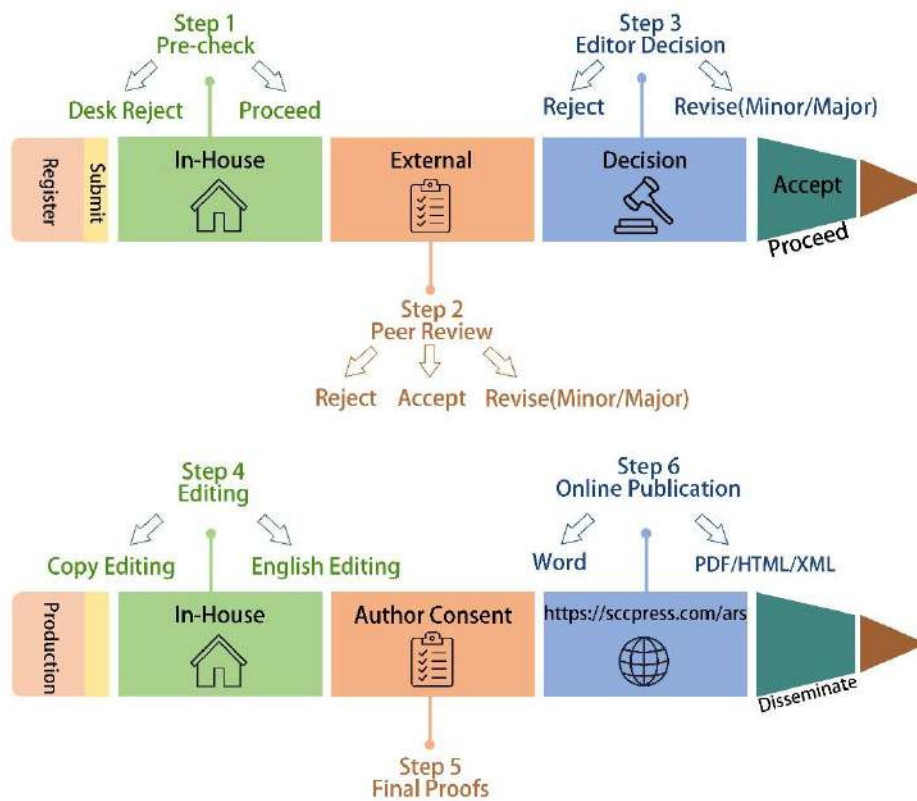 Step 1
Pre-check
Desk Reject
Proceed
Step 3
Editor Decision
Reject
Revise(Minor/Major)
Register
Submit
In-House
External
Decision
Accept
Proceed
Step 2
Peer Review
Reject
Accept
Revise(Minor/Major)
Step 4
Editing
Copy Editing
English Editing
Step 6
Online Publication
Word
PDF/HTML/XML
Production
In-House
Author Consent
https://sccpress.com/ars
Disseminate
Step 5
Final Proofs